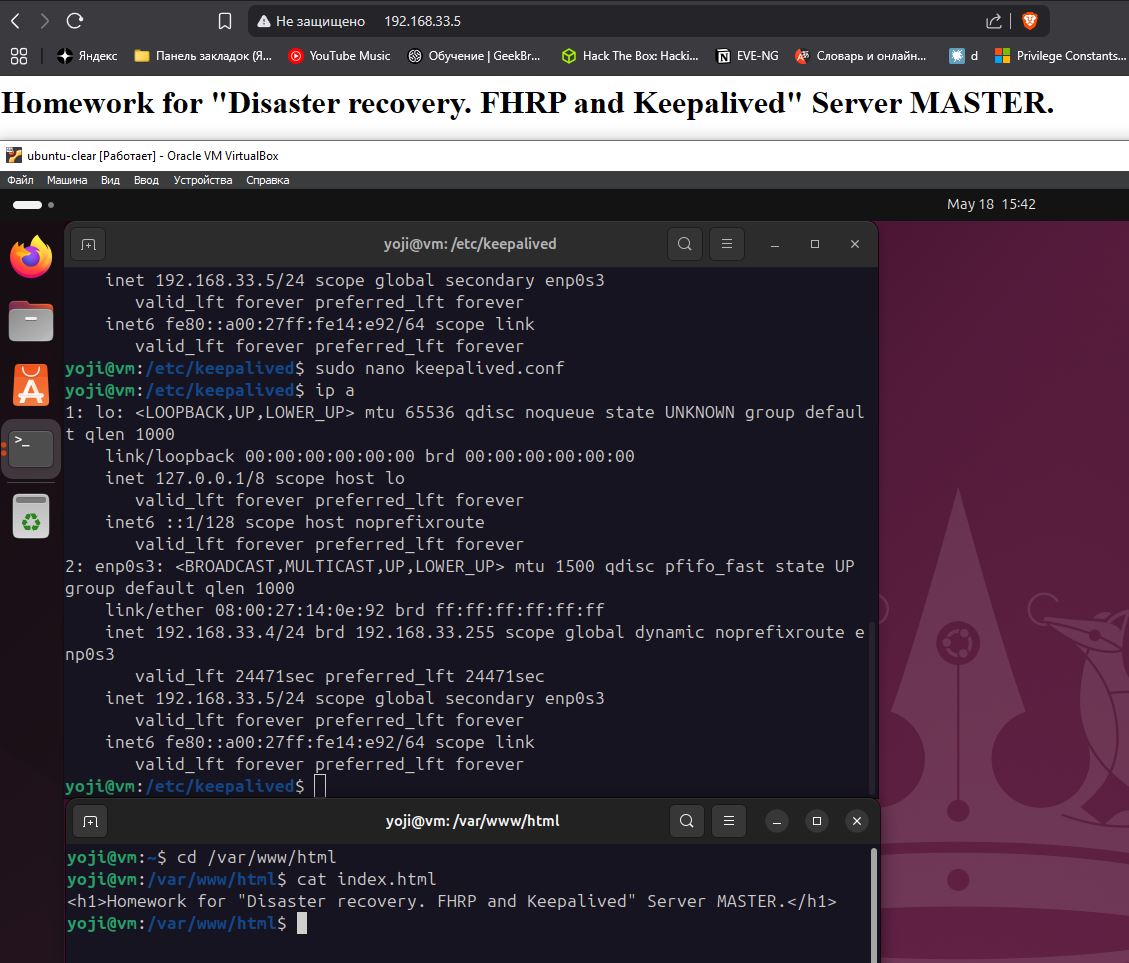 Не защищено 192.168.33.5
Яндекс Панель закладок (Я... YouTube Music Обучение | GeekBr... Hack The Box: Hacki... EVE-NG Словарь и онлайн... d Privilege Constants...
Homework for "Disaster recovery. FHRP and Keepalived" Server MASTER.
ubuntu-clear [Работает] - Oracle VM VirtualBox
Файл Машина Вид Ввод Устройства Справка
May 18 15:42
yoji@vm: /etc/keepalived
inet 192.168.33.5/24 scope global secondary enp0s3
valid_lft forever preferred_lft forever
inet6 fe80::a00:27ff:fe14:e92/64 scope link
valid_lft forever preferred_lft forever
yoji@vm:/etc/keepalived$ sudo nano keepalived.conf
yoji@vm:/etc/keepalived$ ip a
1: lo: <LOOPBACK,UP,LOWER_UP> mtu 65536 qdisc noqueue state UNKNOWN group defaul
t qlen 1000
link/loopback 00:00:00:00:00:00 brd 00:00:00:00:00:00
inet 127.0.0.1/8 scope host lo
valid_lft forever preferred_lft forever
inet6 ::1/128 scope host noprefixroute
valid_lft forever preferred_lft forever
2: enp0s3: <BROADCAST,MULTICAST,UP,LOWER_UP> mtu 1500 qdisc pfifo_fast state UP
group default qlen 1000
link/ether 08:00:27:14:0e:92 brd ff:ff:ff:ff:ff:ff
inet 192.168.33.4/24 brd 192.168.33.255 scope global dynamic noprefixroute e
np0s3
valid_lft 24471sec preferred_lft 24471sec
inet 192.168.33.5/24 scope global secondary enp0s3
valid_lft forever preferred_lft forever
inet6 fe80::a00:27ff:fe14:e92/64 scope link
valid_lft forever preferred_lft forever
yoji@vm:/etc/keepalived$
yoji@vm: /var/www/html
yoji@vm:~$ cd /var/www/html
yoji@vm:/var/www/html$ cat index.html
<h1>Homework for "Disaster recovery. FHRP and Keepalived" Server MASTER.</h1>
yoji@vm:/var/www/html$